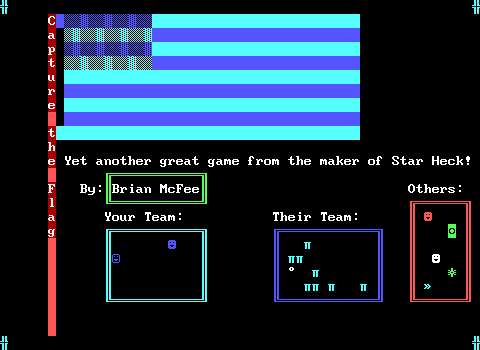 Capture the Flag
Yet another great game from the maker of Star Heck!
By: Brian McFee
Others:
Your Team:
Their Team: